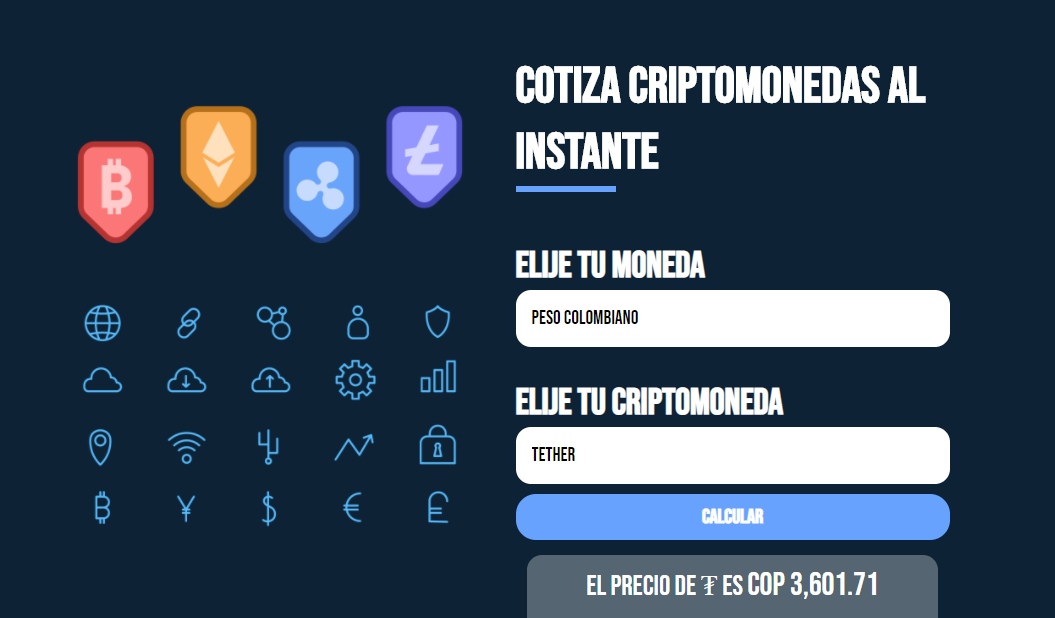 COTIZA CRIPTOMONEDAS AL
INSTANTE
ELIJE TU MONEDA
PESO COLOMBIANO
ELIJE TU CRIPTOMONEDA
TETHER
CALCULAR
EL PRECIO DE ₮ ES COP 3,601.71